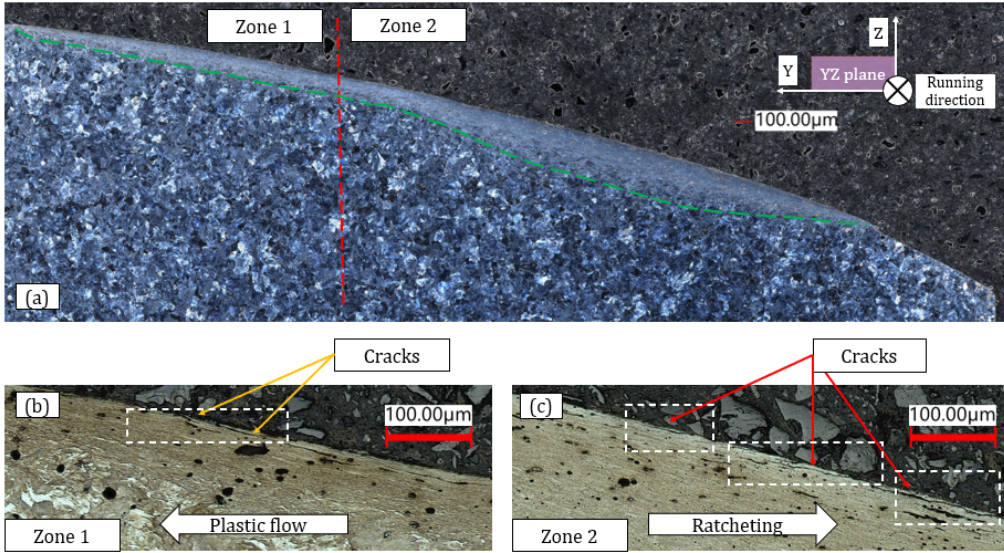 Zone 1
Zone 2
Z
Y
YZ plane
Running
direction
100.00µm
(a)
Cracks
Cracks
(b)
100.00µm
(c)
100.00µm
Zone 1
Plastic flow
Zone 2
Ratcheting